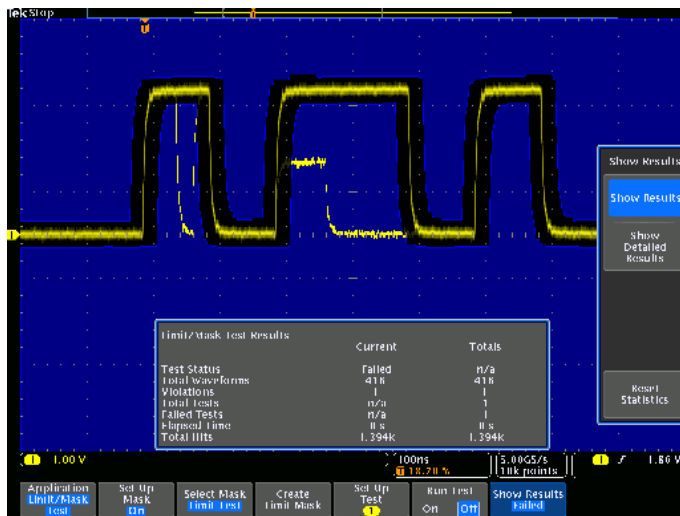 Tek Stop
Show Results
Show Results
Show
Detailed
Results
Reset
Statistics
Limit/Mask Test Results
Current Totals
Test Status Failed n/a
Total Waveforms 416 416
Violations 1 1
Total Tests n/a 1
Failed Tests n/a 1
Elapsed Time 0 s 0 s
Total Hits 1.394k 1.394k
1 1.00 V 100ns 5.00GS/s 1 1.86 V
T 18.70 % 10k points
Application
Limit/Mask
Test
Set Up
Mask
On
Select Mask
Limit Test
Create
Limit Mask
Set Up
Test
1
Run Test
On Off
Show Results
Failed